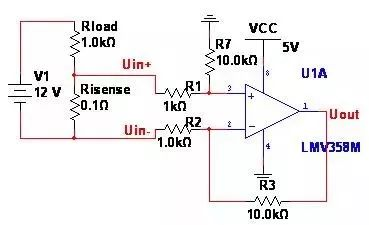 Rload
1.0kΩ
V1
12 V
Risense
0.1Ω
Uin+
Uin-
R7
10.0kΩ
R1
1kΩ
R2
1.0kΩ
VCC
5V
U1A
8
3
2
1
4
+
−
Uout
LMV358M
R3
10.0kΩ